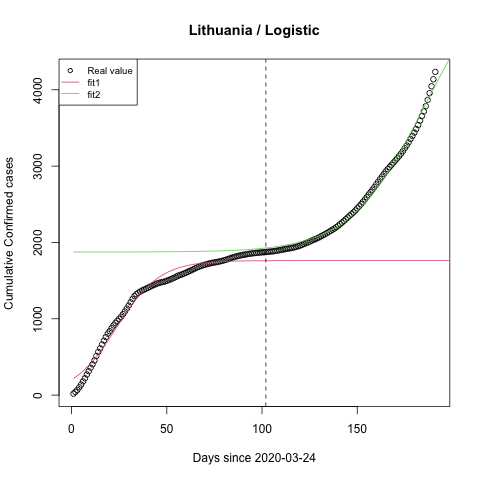 Lithuania / Logistic
Real value
fit1
fit2
Cumulative Confirmed cases
0
1000
2000
3000
4000
0 50 100 150
Days since 2020-03-24